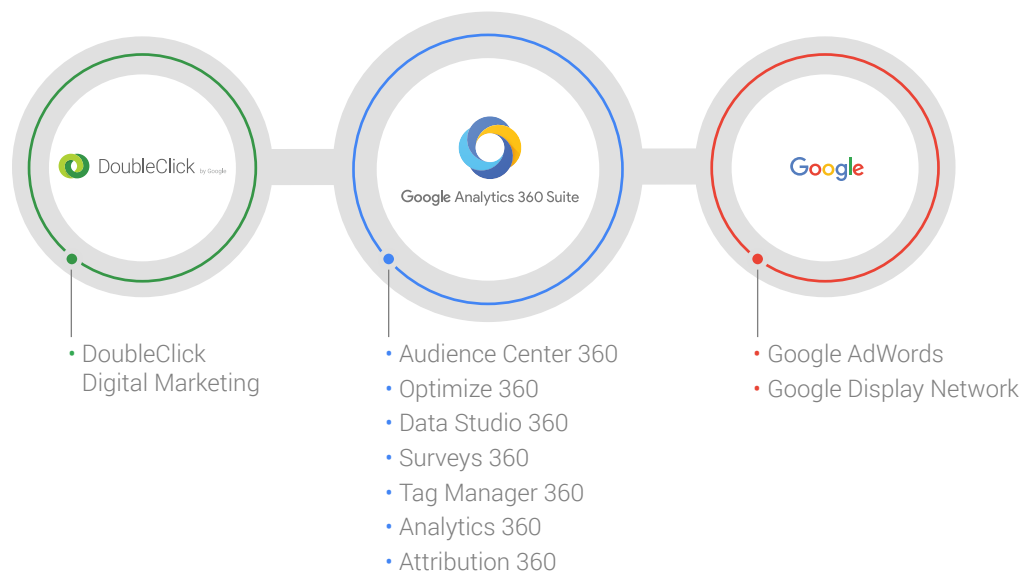 DoubleClick by Google
Google Analytics 360 Suite
Google
• DoubleClick
Digital Marketing
• Audience Center 360
• Optimize 360
• Data Studio 360
• Surveys 360
• Tag Manager 360
• Analytics 360
• Attribution 360
• Google AdWords
• Google Display Network